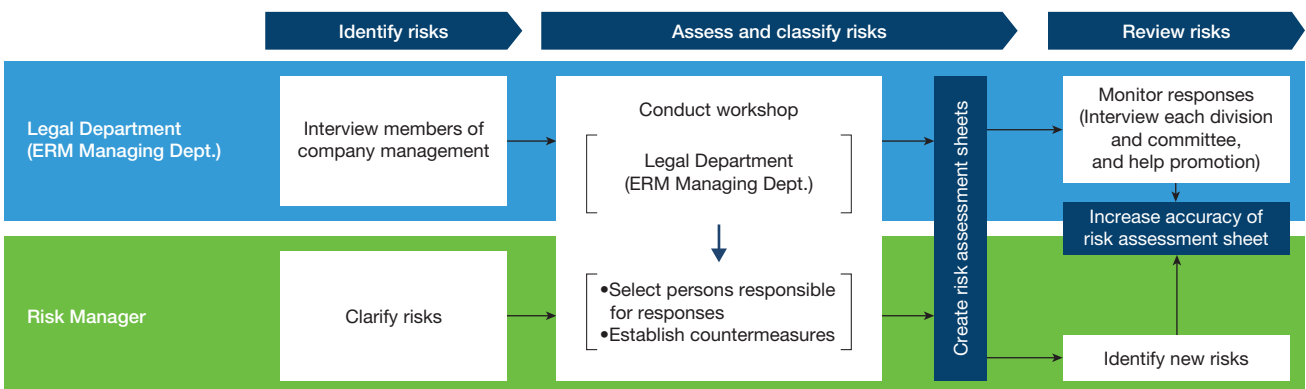 Identify risks
Assess and classify risks
Review risks
Legal Department
(ERM Managing Dept.)
Interview members of
company management
Conduct workshop
Legal Department
(ERM Managing Dept.)
Create risk assessment sheets
Monitor responses
(Interview each division
and committee,
and help promotion)
Increase accuracy of
risk assessment sheet
Risk Manager
Clarify risks
•Select persons responsible
for responses
•Establish countermeasures
Identify new risks